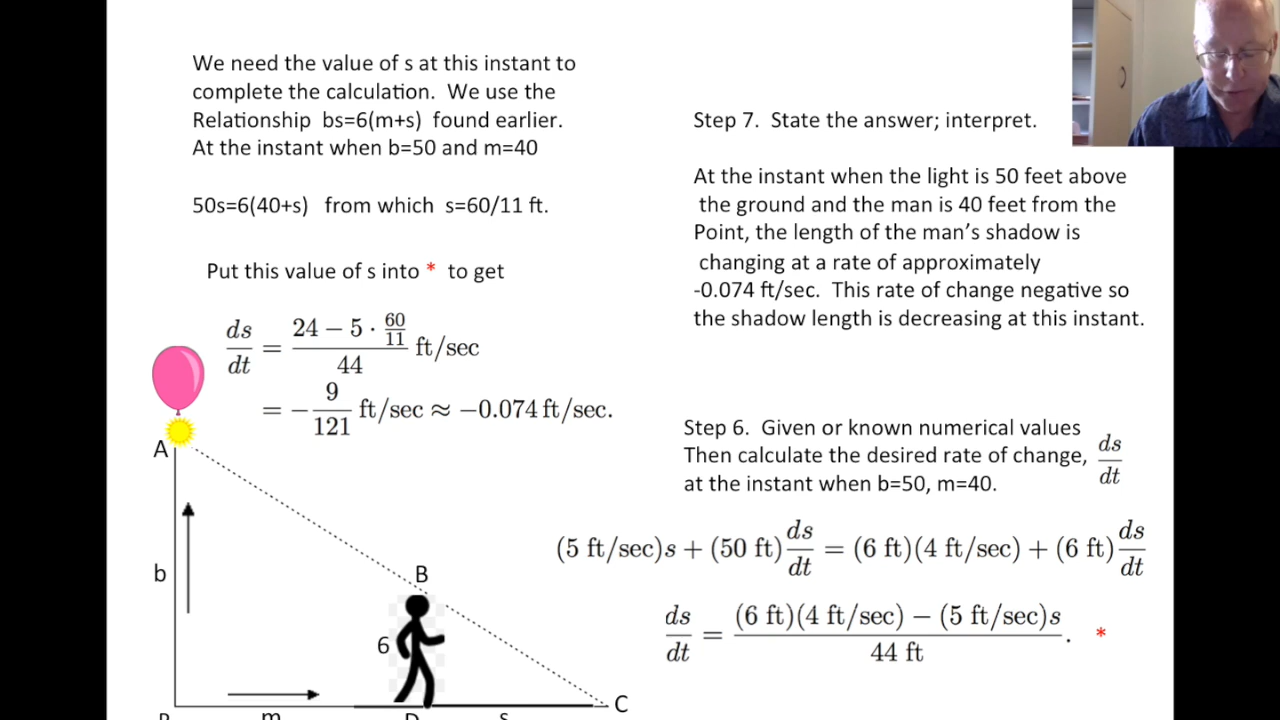 We need the value of s at this instant to
complete the calculation. We use the
Relationship bs=6(m+s) found earlier.
At the instant when b=50 and m=40
50s=6(40+s) from which s=60/11 ft.
Put this value of s into * to get
ds/dt = (24 − 5 · 60/11)/44 ft/sec
= −9/121 ft/sec ≈ −0.074 ft/sec.
A
b
B
6
C
m
D
s
Step 7. State the answer; interpret.
At the instant when the light is 50 feet above
the ground and the man is 40 feet from the
Point, the length of the man’s shadow is
changing at a rate of approximately
-0.074 ft/sec. This rate of change negative so
the shadow length is decreasing at this instant.
Step 6. Given or known numerical values
Then calculate the desired rate of change, ds/dt
at the instant when b=50, m=40.
(5 ft/sec)s + (50 ft)ds/dt = (6 ft)(4 ft/sec) + (6 ft)ds/dt
ds/dt = ((6 ft)(4 ft/sec) − (5 ft/sec)s)/(44 ft). *